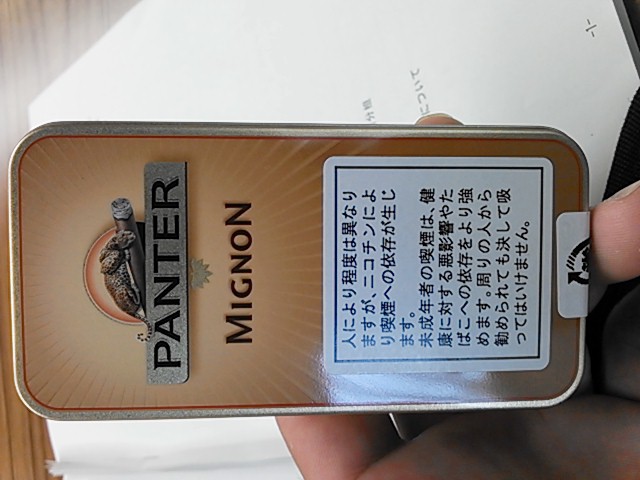 PANTER
MIGNON
人により程度は異なり
ますが、ニコチンによ
り喫煙への依存が生じ
ます。
未成年者の喫煙は、健
康に対する悪影響やた
ばこへの依存をより強
めます。周りの人から
勧められても決して吸
ってはいけません。
について